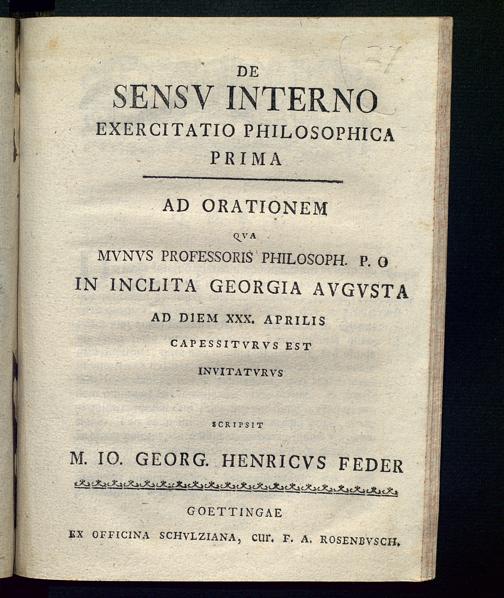 27
DE
SENSV INTERNO
EXERCITATIO PHILOSOPHICA
PRIMA
AD ORATIONEM
QVA
MVNVS PROFESSORIS PHILOSOPH. P. O
IN INCLITA GEORGIA AVGVSTA
AD DIEM XXX. APRILIS
CAPESSITVRVS EST
INVITATVRVS
SCRIPSIT
M. IO. GEORG. HENRICVS FEDER
GOETTINGAE
EX OFFICINA SCHVLZIANA, cur. F. A. ROSENBVSCH.